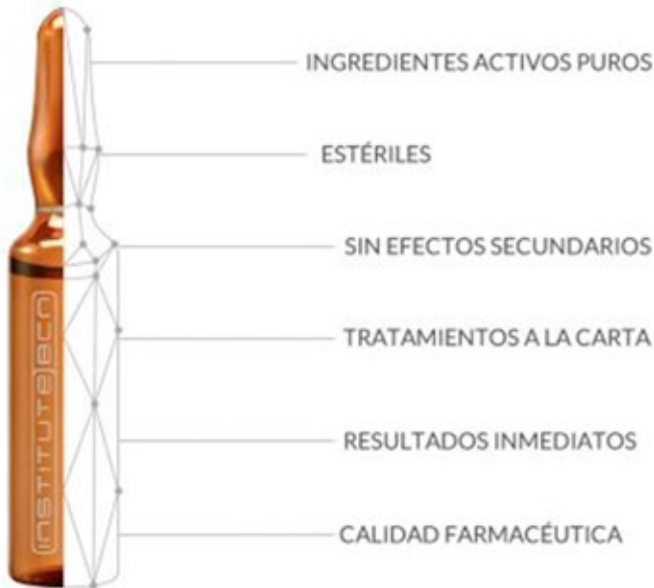 INGREDIENTES ACTIVOS PUROS
ESTÉRILES
SIN EFECTOS SECUNDARIOS
TRATAMIENTOS A LA CARTA
RESULTADOS INMEDIATOS
CALIDAD FARMACÉUTICA
INSTITUTE BCN